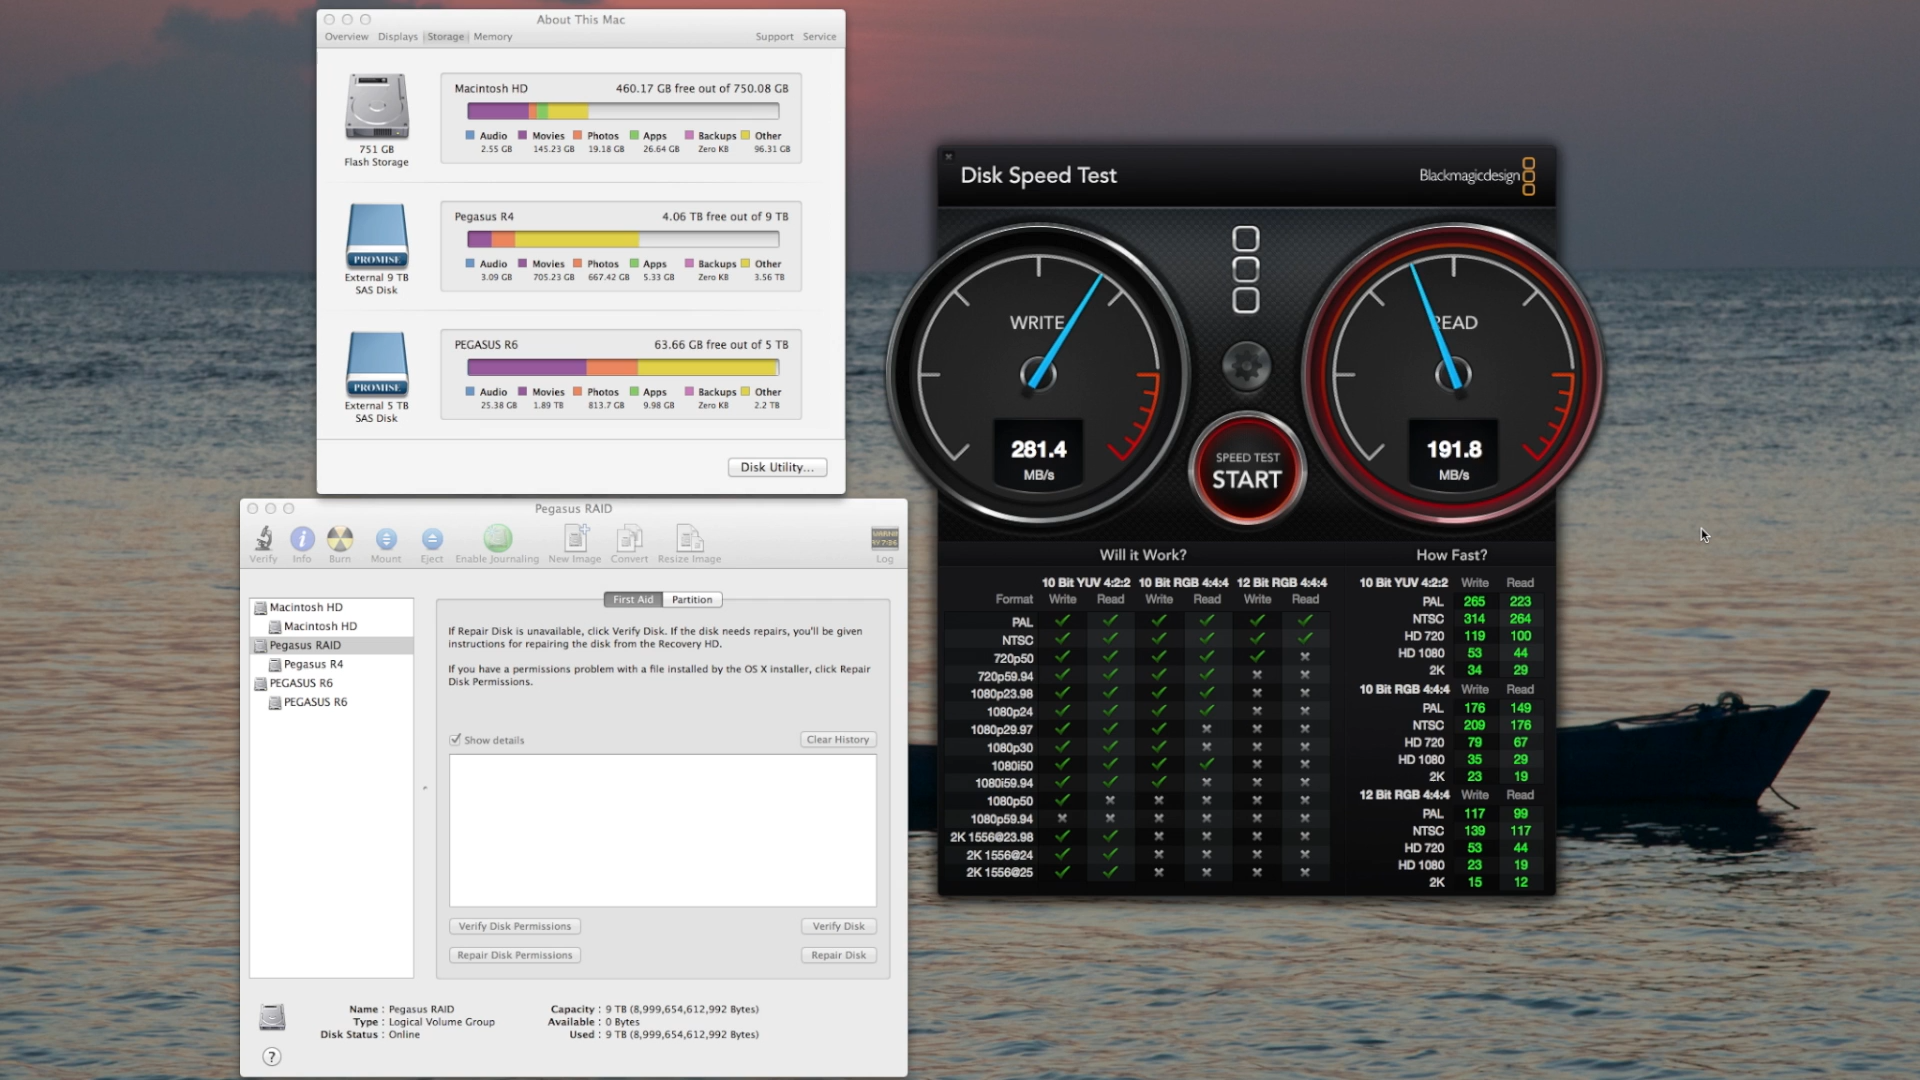 About This Mac
Overview Displays Storage Memory Support Service
Macintosh HD 460.17 GB free out of 750.08 GB
Audio Movies Photos Apps Backups Other
2.55 GB 145.23 GB 19.18 GB 26.64 GB Zero KB 96.31 GB
751 GB
Flash Storage
Pegasus R4 4.06 TB free out of 9 TB
PROMISE
Audio Movies Photos Apps Backups Other
3.09 GB 705.23 GB 667.42 GB 5.33 GB Zero KB 3.56 TB
External 9 TB
SAS Disk
PEGASUS R6 63.66 GB free out of 5 TB
PROMISE
Audio Movies Photos Apps Backups Other
25.38 GB 1.89 TB 813.7 GB 9.98 GB Zero KB 2.2 TB
External 5 TB
SAS Disk
Disk Utility...
Pegasus RAID
Verify Info Burn Mount Eject Enable Journaling New Image Convert Resize Image Log
Macintosh HD
Macintosh HD
Pegasus RAID
Pegasus R4
PEGASUS R6
PEGASUS R6
First Aid Partition
If Repair Disk is unavailable, click Verify Disk. If the disk needs repairs, you'll be given
instructions for repairing the disk from the Recovery HD.
If you have a permissions problem with a file installed by the OS X installer, click Repair
Disk Permissions.
Show details Clear History
Verify Disk Permissions Verify Disk
Repair Disk Permissions Repair Disk
Name : Pegasus RAID Capacity : 9 TB (8,999,654,612,992 Bytes)
Type : Logical Volume Group Available : 0 Bytes
Disk Status : Online Used : 9 TB (8,999,654,612,992 Bytes)
?
Disk Speed Test Blackmagicdesign
WRITE READ
281.4 191.8
MB/s MB/s
SPEED TEST
START
Will it Work?
10 Bit YUV 4:2:2 10 Bit RGB 4:4:4 12 Bit RGB 4:4:4
Format Write Read Write Read Write Read
PAL
NTSC
720p50
720p59.94
1080p23.98
1080p24
1080p29.97
1080p30
1080i50
1080i59.94
1080p50
1080p59.94
2K 1556@23.98
2K 1556@24
2K 1556@25
How Fast?
10 Bit YUV 4:2:2 Write Read
PAL 265 223
NTSC 314 264
HD 720 119 100
HD 1080 53 44
2K 34 29
10 Bit RGB 4:4:4 Write Read
PAL 176 149
NTSC 209 176
HD 720 79 67
HD 1080 35 29
2K 23 19
12 Bit RGB 4:4:4 Write Read
PAL 117 99
NTSC 139 117
HD 720 53 44
HD 1080 23 19
2K 15 12